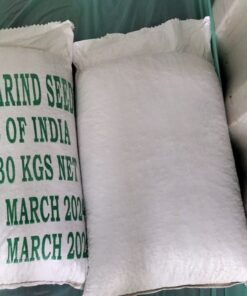 ARIND SEED
OF INDIA
30 KGS NET
MARCH 202
MARCH 202